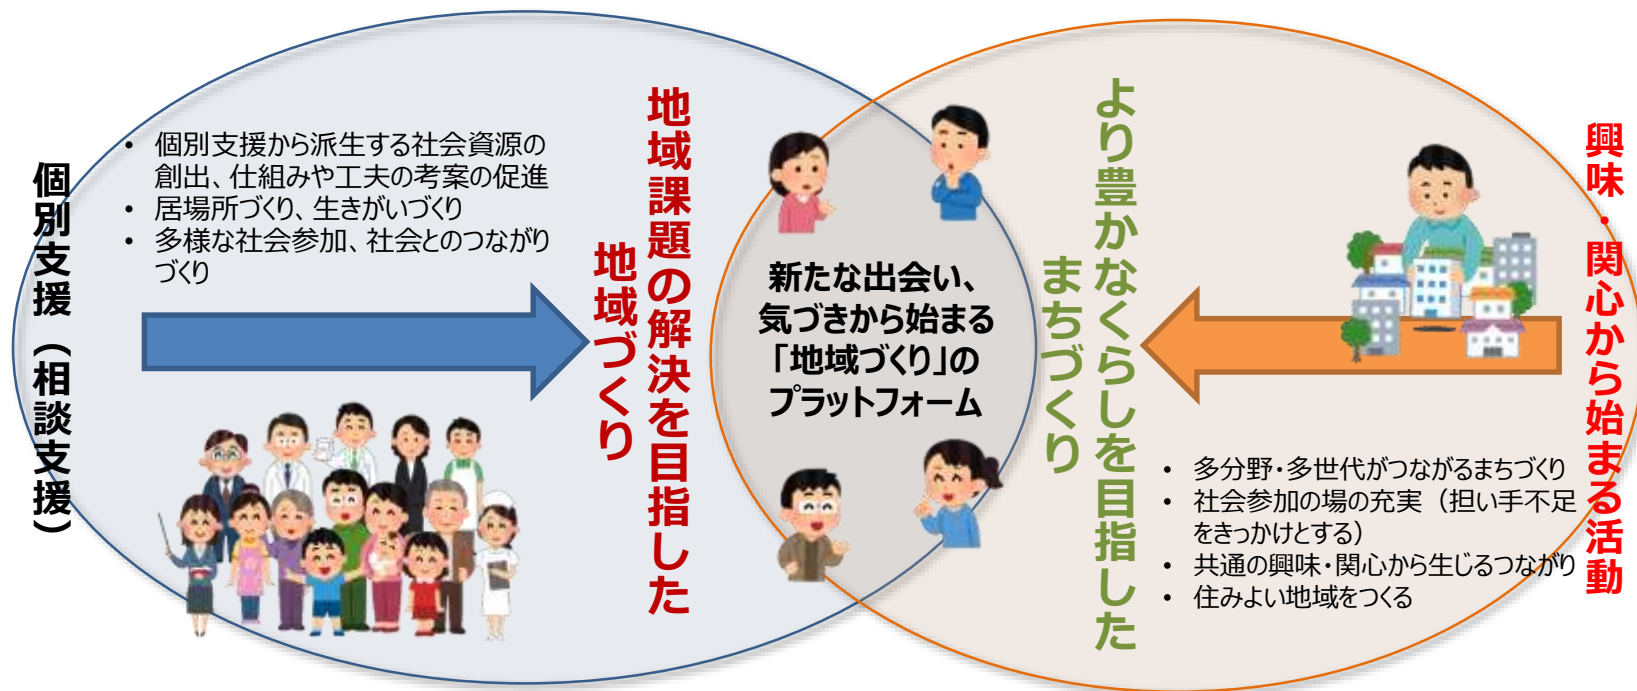 個別支援（相談支援）
• 個別支援から派生する社会資源の
創出、仕組みや工夫の考案の促進
• 居場所づくり、生きがいづくり
• 多様な社会参加、社会とのつながり
づくり
地域課題の解決を目指した
地域づくり
新たな出会い、
気づきから始まる
「地域づくり」の
プラットフォーム
より豊かなくらしを目指した
まちづくり
興味・関心から始まる活動
• 多分野・多世代がつながるまちづくり
• 社会参加の場の充実（担い手不足
をきっかけとする）
• 共通の興味・関心から生じるつながり
• 住みよい地域をつくる